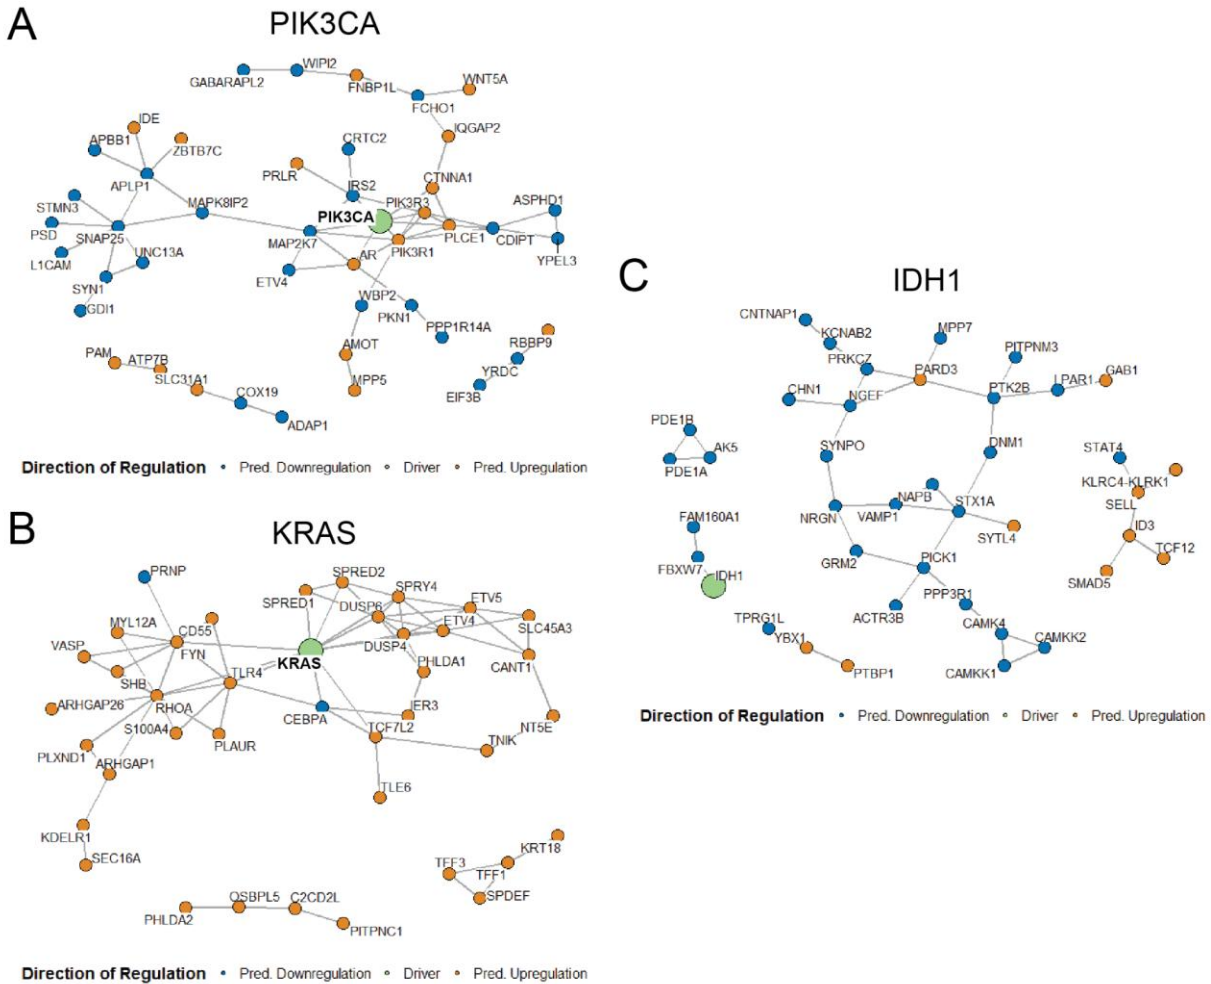 A
PIK3CA
WIPI2
GABARAPL2
FNBP1L
WNT5A
FCHO1
IDE
IQGAP2
APBB1
ZBTB7C
CRTC2
PRLR
CTNNA1
APLP1
IRS2
STMN3
MAPK8IP2
PIK3R3
ASPHD1
PIK3CA
PSD
SNAP25
MAP2K7
PLCE1
CDIPT
L1CAM
UNC13A
AR
PIK3R1
YPEL3
ETV4
SYN1
WBP2
GDI1
PKN1
PPP1R14A
PAM
ATP7B
AMOT
RBBP9
SLC31A1
MPP5
YRDC
COX19
EIF3B
ADAP1
Direction of Regulation
Pred. Downregulation
Driver
Pred. Upregulation
B
KRAS
PRNP
SPRED2
SPRY4
SPRED1
DUSP6
ETV5
MYL12A
CD55
ETV4
SLC45A3
VASP
FYN
DUSP4
KRAS
PHLDA1
CANT1
SHB
TLR4
ARHGAP26
RHOA
CEBPA
IER3
S100A4
TCF7L2
NT5E
PLXND1
PLAUR
TNIK
ARHGAP1
TLE6
KDELR1
SEC16A
KRT18
TFF3
TFF1
SPDEF
OSBPL5
C2CD2L
PHLDA2
PITPNC1
Direction of Regulation
Pred. Downregulation
Driver
Pred. Upregulation
C
IDH1
CNTNAP1
KCNAB2
MPP7
PRKCZ
PITPNM3
PARD3
GAB1
CHN1
NGEF
PTK2B
LPAR1
PDE1B
AK5
SYNPO
DNM1
STAT4
PDE1A
KLRC4-KLRK1
NAPB
STX1A
SELL
FAM160A1
NRGN
VAMP1
SYTL4
ID3
TCF12
FBXW7
IDH1
GRM2
PICK1
SMAD5
TPRG1L
PPP3R1
ACTR3B
YBX1
CAMK4
CAMKK2
PTBP1
CAMKK1
Direction of Regulation
Pred. Downregulation
Driver
Pred. Upregulation